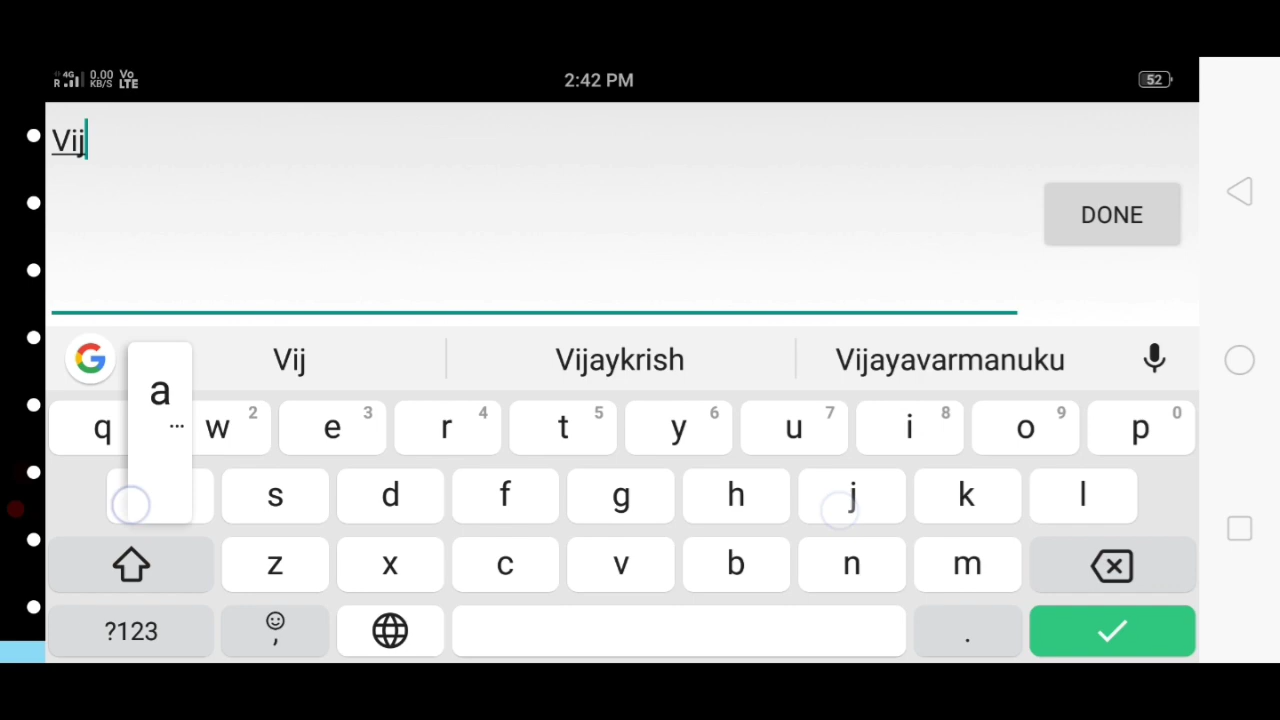 R 4G 0.00 KB/S Vo LTE
2:42 PM
52
Vij
DONE
G Vij Vijaykrish Vijayavarmanuku
a
...
q w 2 e 3 r 4 t 5 y 6 u 7 i 8 o 9 p 0
s d f g h j k l
z x c v b n m
?123 , .